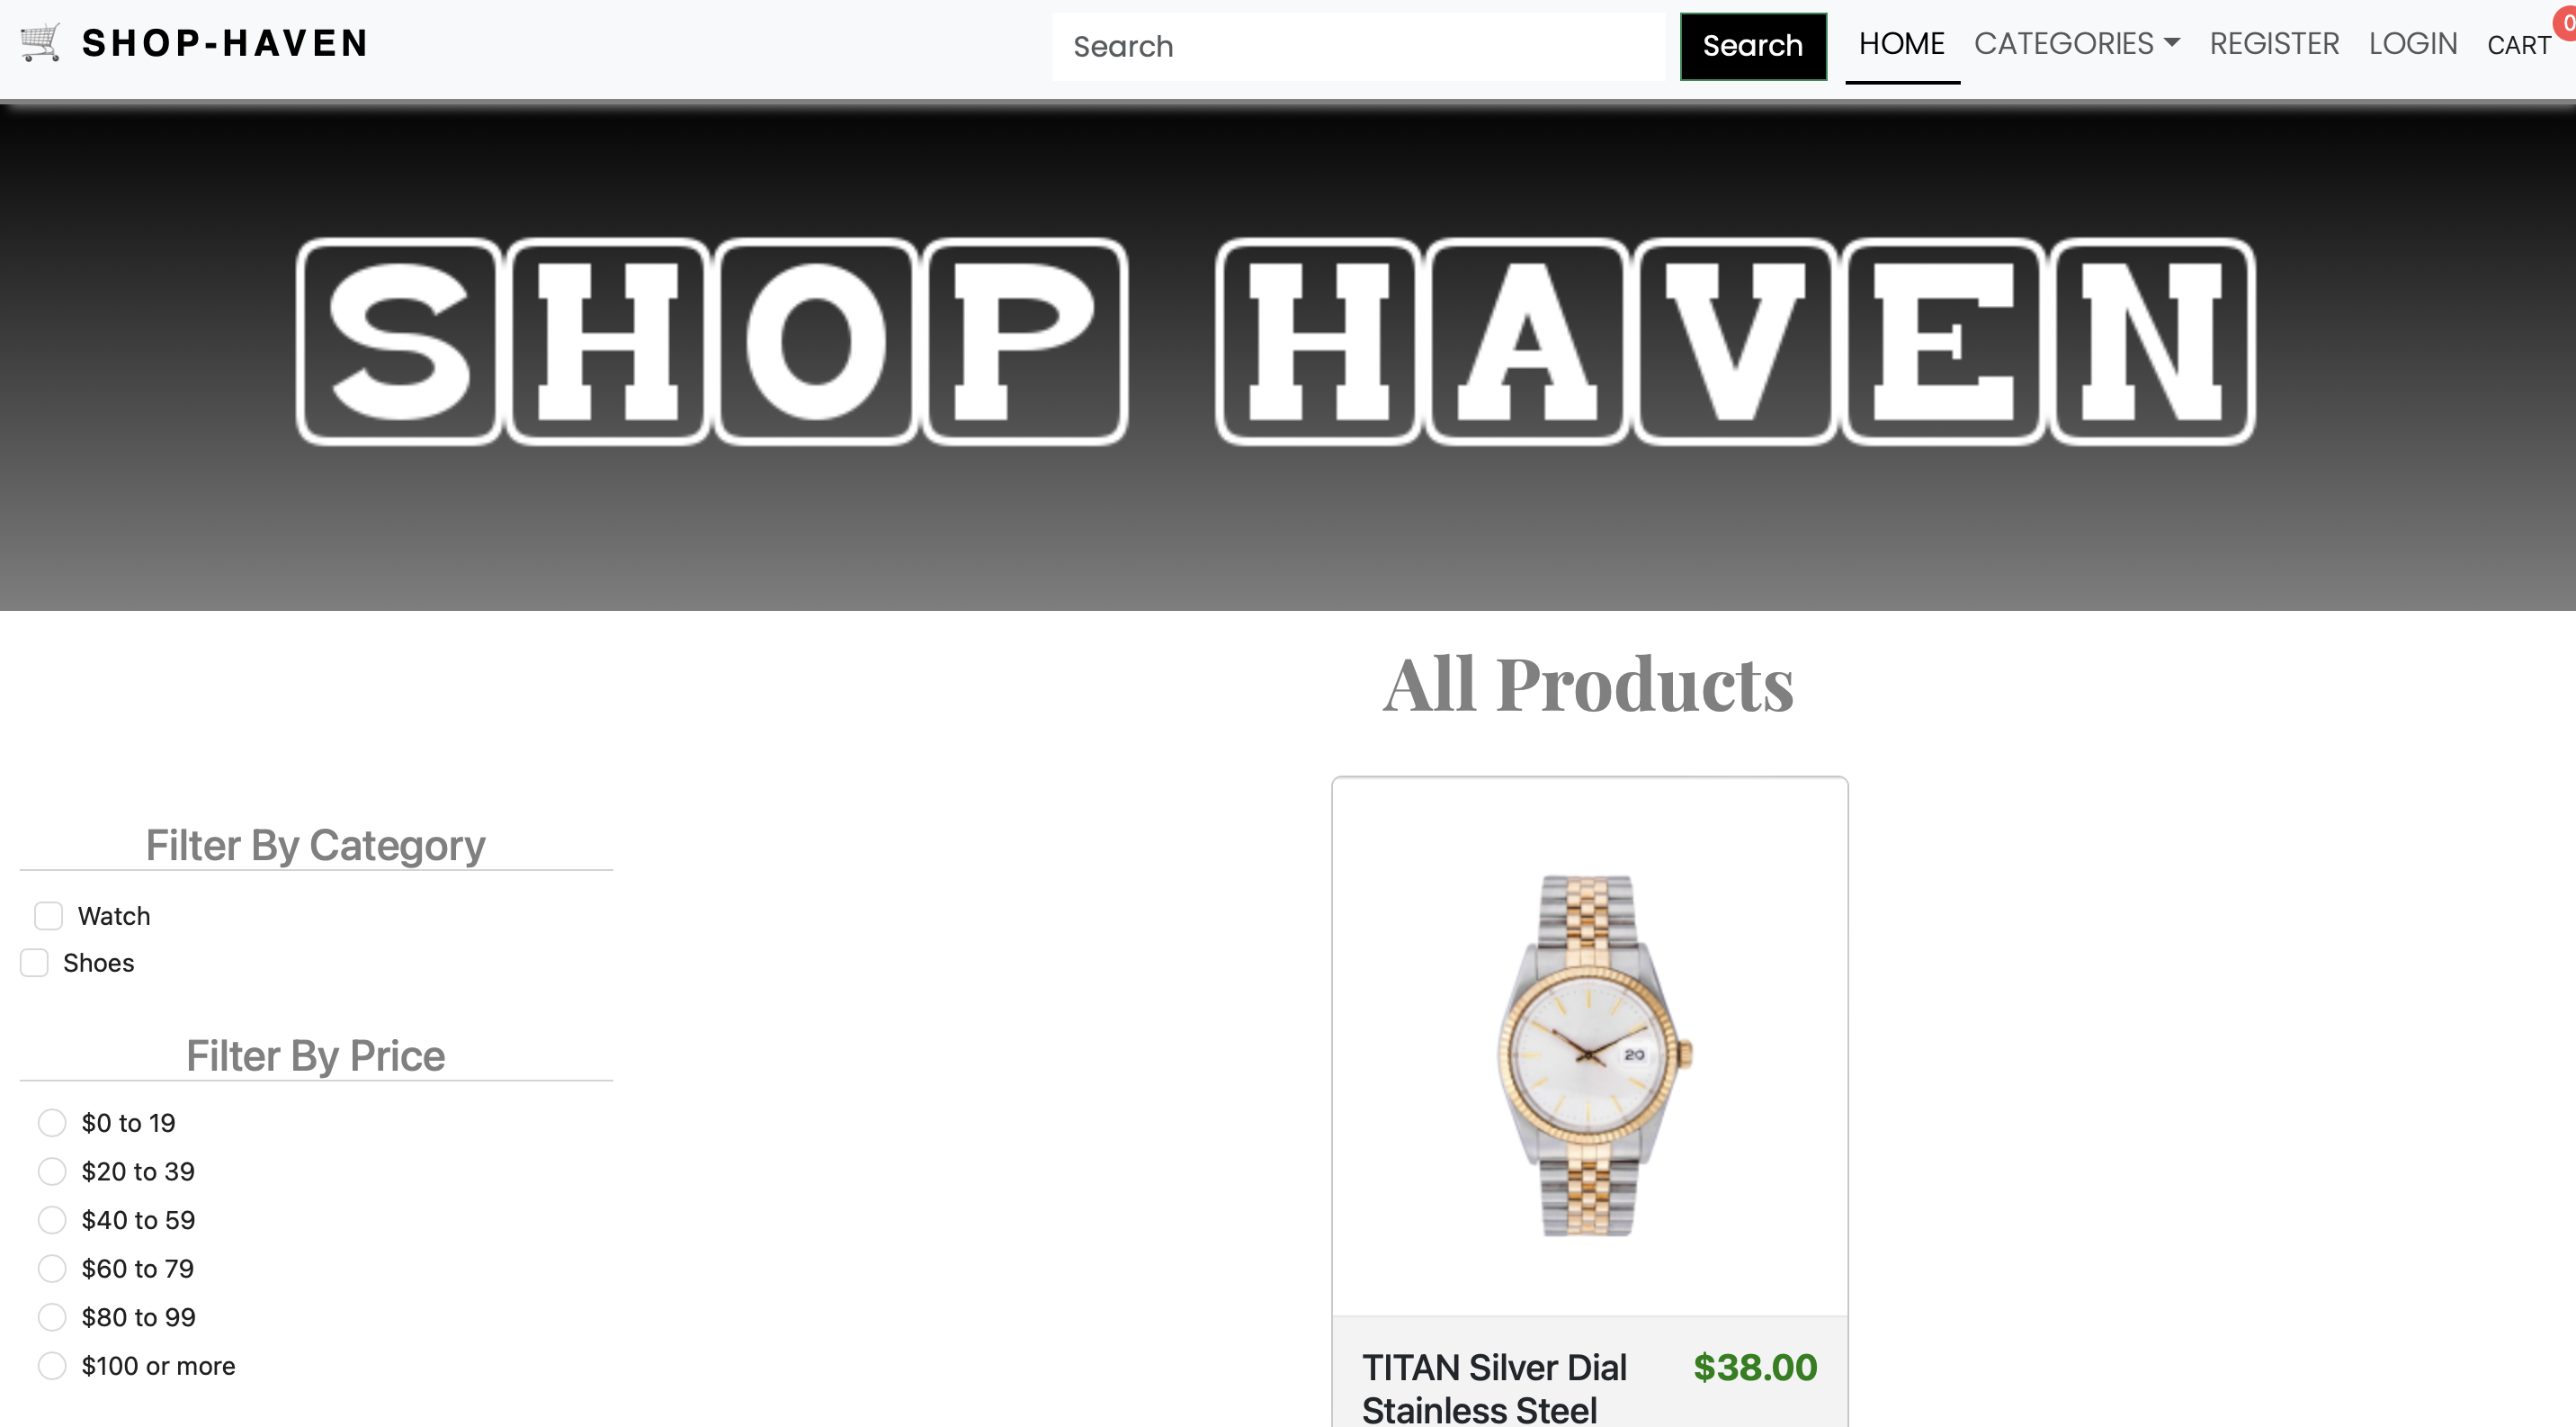 SHOP-HAVEN
Search
Search
HOME
CATEGORIES
REGISTER
LOGIN
CART
0
SHOP HAVEN
All Products
Filter By Category
Watch
Shoes
Filter By Price
$0 to 19
$20 to 39
$40 to 59
$60 to 79
$80 to 99
$100 or more
20
TITAN Silver Dial
Stainless Steel
$38.00